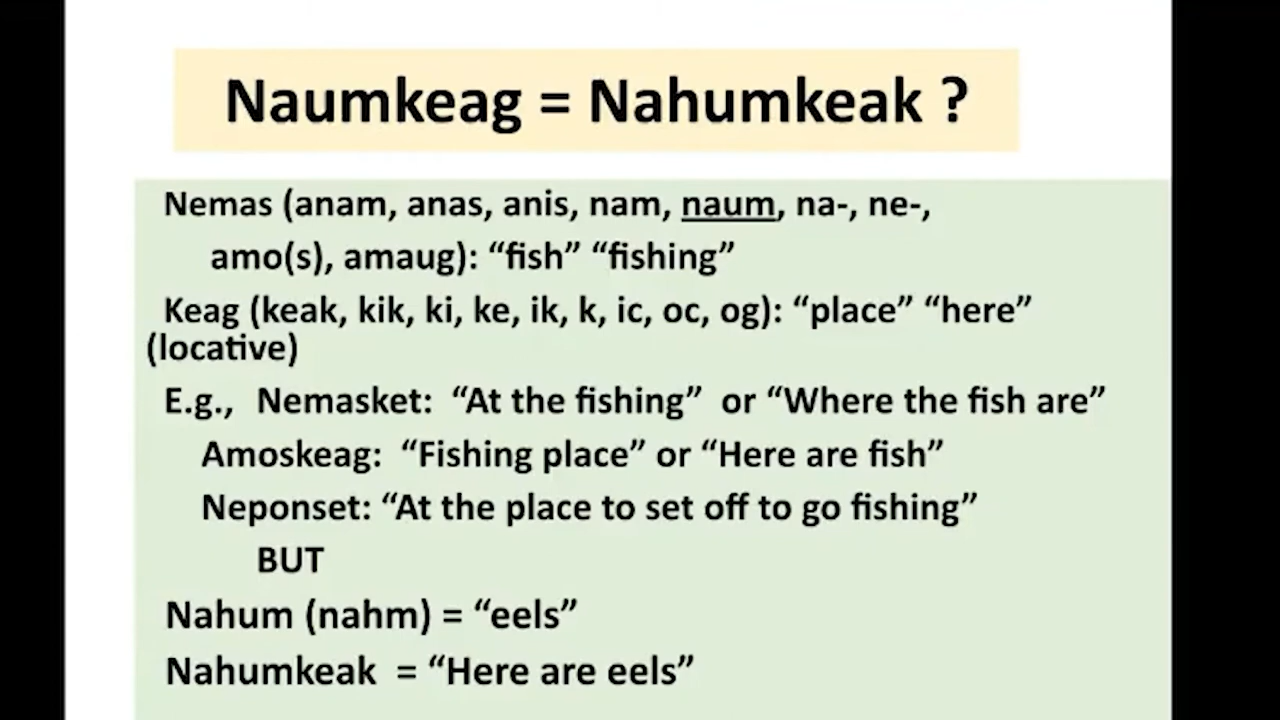 Naumkeag = Nahumkeak ?
Nemas (anam, anas, anis, nam, naum, na-, ne-,
amo(s), amaug): “fish” “fishing”
Keag (keak, kik, ki, ke, ik, k, ic, oc, og): “place” “here”
(locative)
E.g., Nemasket: “At the fishing” or “Where the fish are”
Amoskeag: “Fishing place” or “Here are fish”
Neponset: “At the place to set off to go fishing”
BUT
Nahum (nahm) = “eels”
Nahumkeak = “Here are eels”